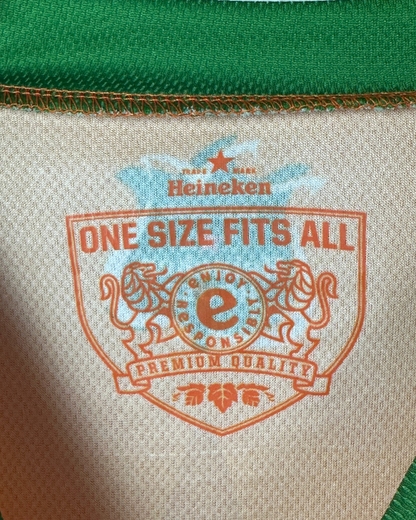 TRADE MARK
Heineken
ONE SIZE FITS ALL
ENJOY
e
RESPONSIBLY
PREMIUM QUALITY